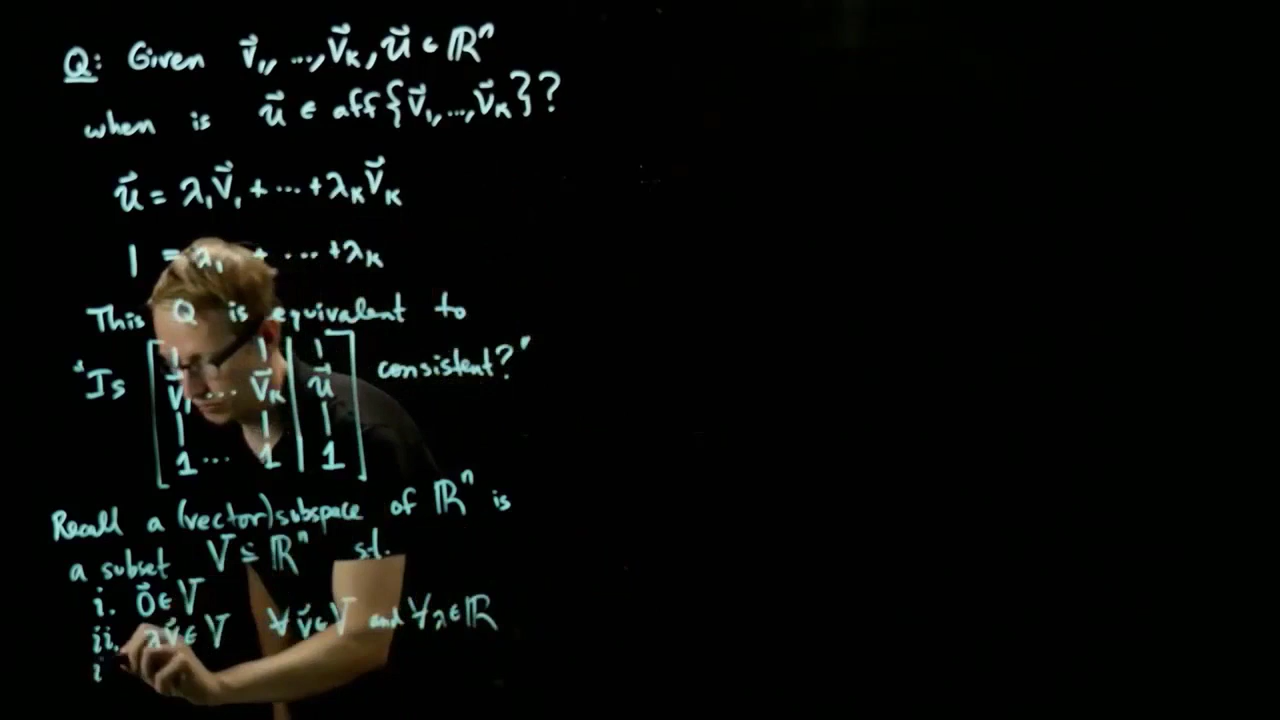 Q: Given v⃗₁, ..., v⃗ₖ, u⃗ ∈ ℝⁿ
when is u⃗ ∈ aff{v⃗₁, ..., v⃗ₖ}?
u⃗ = λ₁v⃗₁ + ··· + λₖv⃗ₖ
1 = λ₁ + ··· + λₖ
This Q is equivalent to
"Is [ | | | |
v⃗₁ ... v⃗ₖ | u⃗ consistent?"
| | | |
1 ... 1 | 1 ]
Recall a (vector) subspace of ℝⁿ is
a subset V ⊆ ℝⁿ s.t.
i. 0⃗ ∈ V
ii. λv⃗ ∈ V ∀ v⃗ ∈ V and ∀ λ ∈ ℝ
i